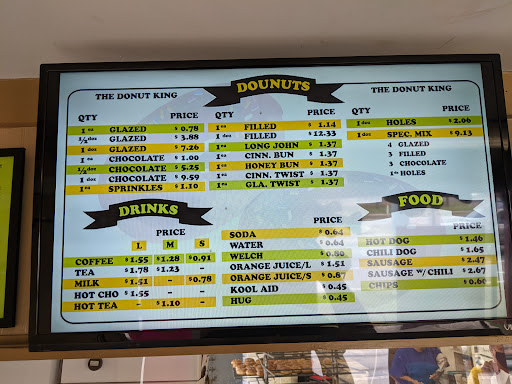 DOUNUTS
THE DONUT KING
THE DONUT KING
QTY PRICE
1 ea GLAZED $ 0.78
1/2 doz GLAZED $ 3.88
1 doz GLAZED $ 7.26
1 ea CHOCOLATE $ 1.00
1/2 doz CHOCOLATE $ 5.25
1 doz CHOCOLATE $ 9.59
1 ea SPRINKLES $ 1.10
QTY PRICE
1 ea FILLED $ 1.14
1 doz FILLED $ 12.33
1 ea LONG JOHN $ 1.37
1 ea CINN. BUN $ 1.37
1 ea HONEY BUN $ 1.37
1 ea CINN. TWIST $ 1.37
1 ea GLA. TWIST $ 1.37
QTY PRICE
1 doz HOLES $ 2.06
1 doz SPEC. MIX $ 9.13
4 GLAZED
3 FILLED
3 CHOCOLATE
HOLES
DRINKS
PRICE
L M S
COFFEE $ 1.55 $ 1.28 $ 0.91
TEA $ 1.78 $ 1.23 –
MILK $ 1.51 – $ 0.78
HOT CHO $ 1.55 – –
HOT TEA – $ 1.10 –
PRICE
SODA $ 0.64
WATER $ 0.64
WELCH $ 0.80
ORANGE JUICE/L $ 1.51
ORANGE JUICE/S $ 0.87
KOOL AID $ 0.45
HUG $ 0.45
FOOD
PRICE
HOT DOG $ 1.46
CHILI DOG $ 1.65
SAUSAGE $ 2.47
SAUSAGE W/ CHILI $ 2.67
CHIPS $ 0.60